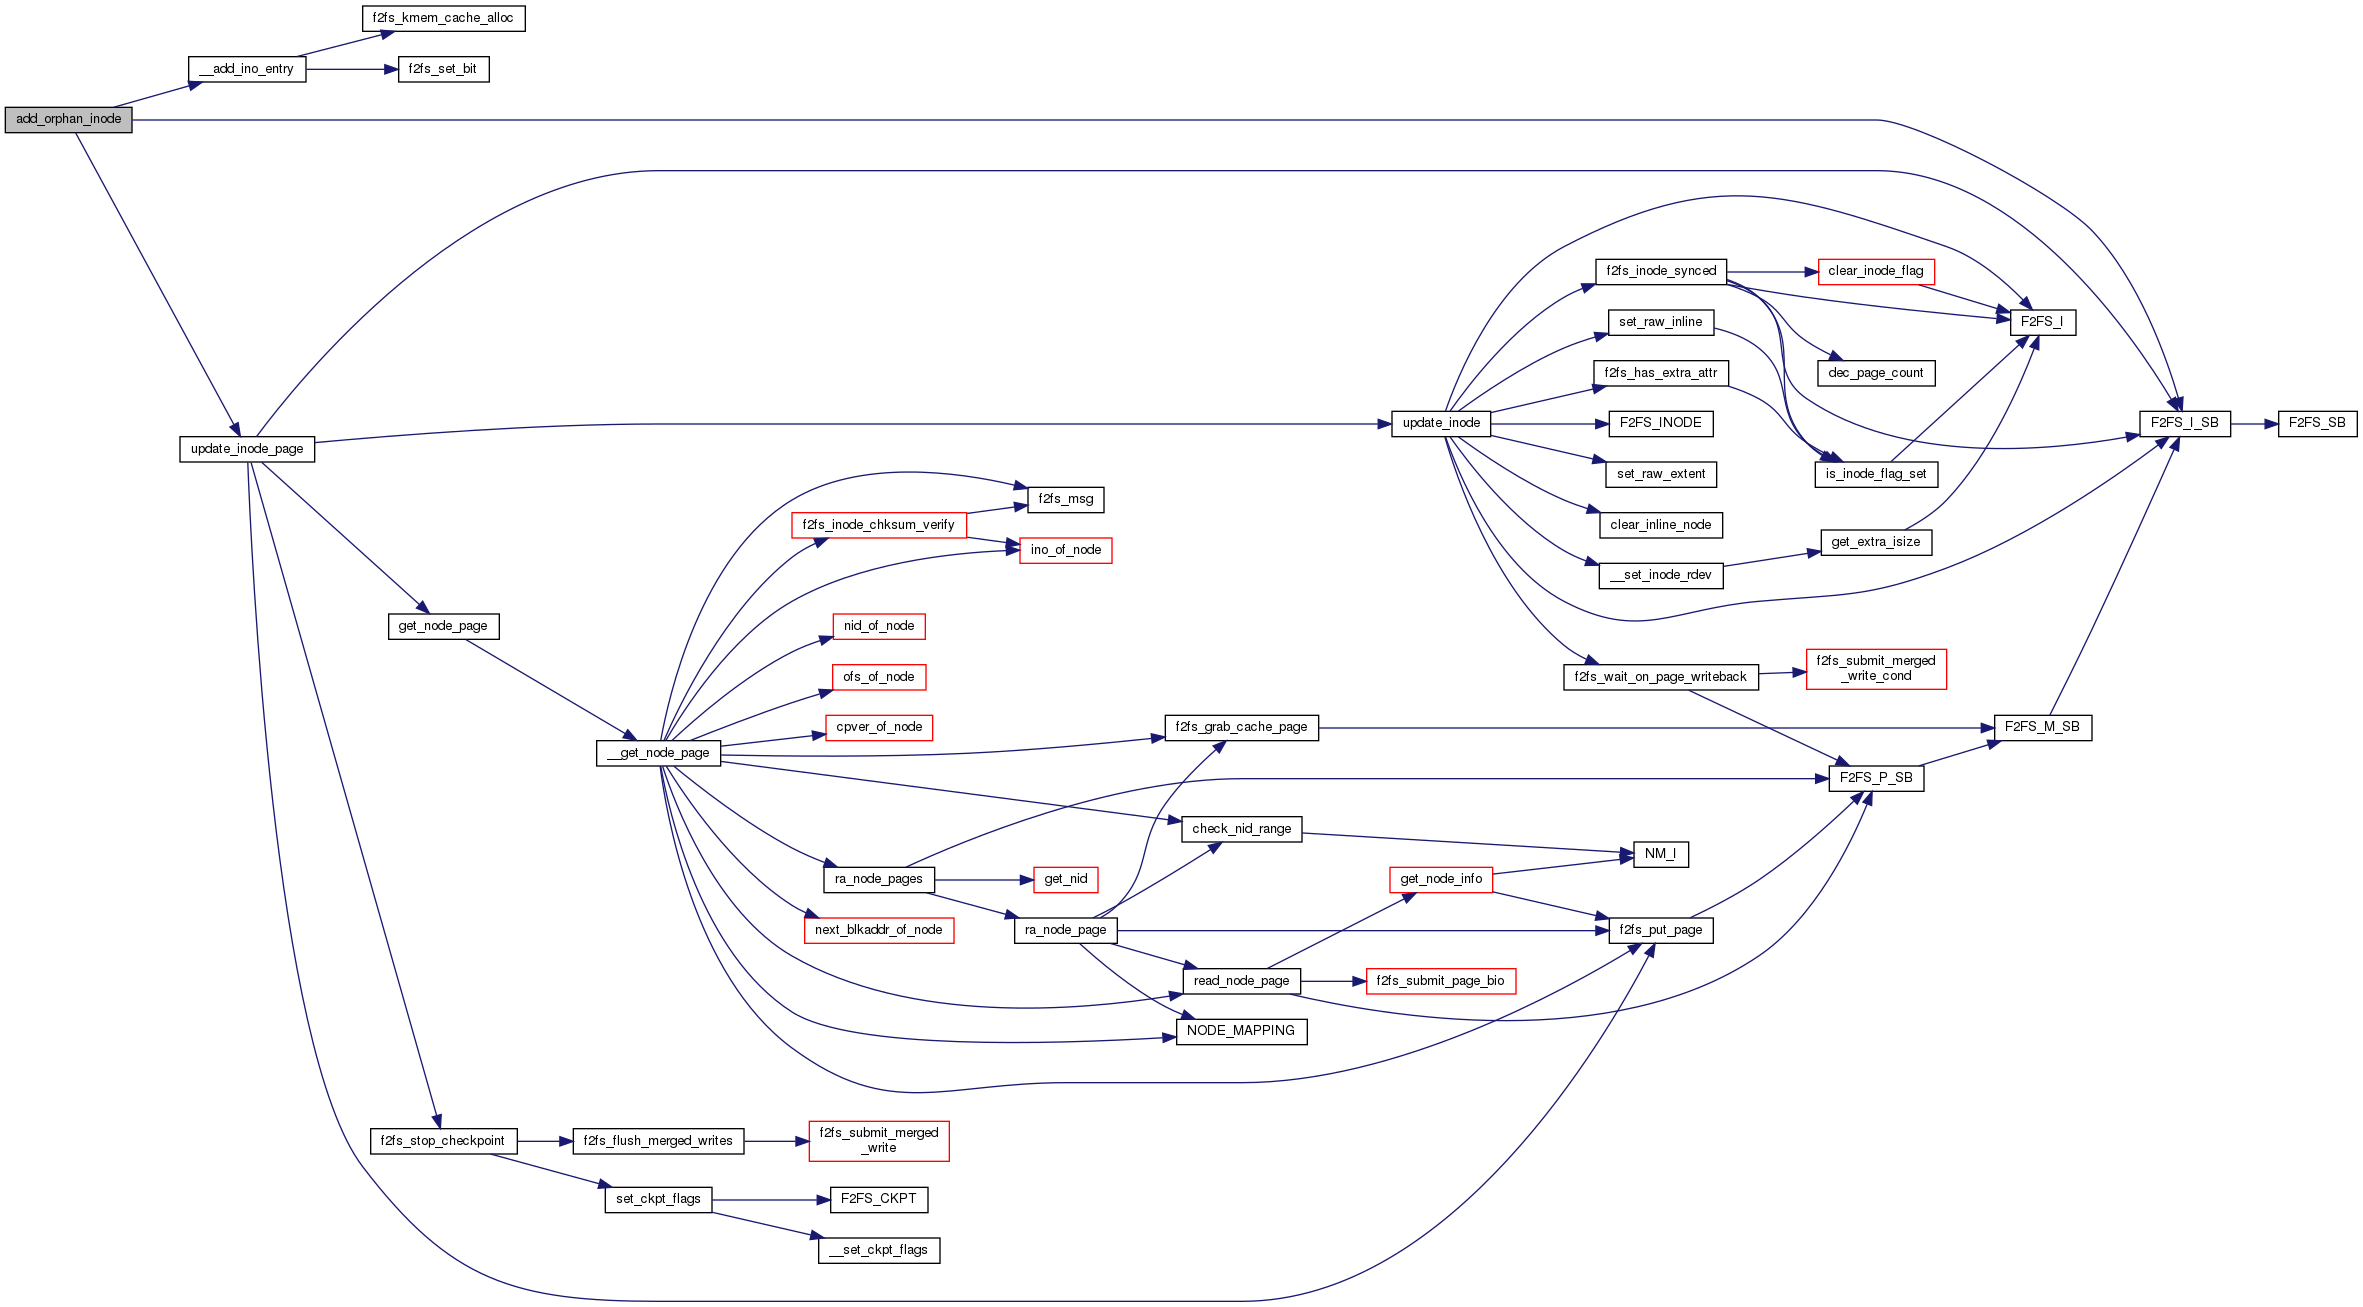 f2fs_kmem_cache_alloc
__add_ino_entry
f2fs_set_bit
add_orphan_inode
update_inode_page
get_node_page
__get_node_page
f2fs_stop_checkpoint
f2fs_flush_merged_writes
f2fs_submit_merged
_write
set_ckpt_flags
F2FS_CKPT
__set_ckpt_flags
f2fs_msg
f2fs_inode_chksum_verify
ino_of_node
nid_of_node
ofs_of_node
cpver_of_node
f2fs_grab_cache_page
check_nid_range
ra_node_pages
get_nid
next_blkaddr_of_node
ra_node_page
read_node_page
NODE_MAPPING
get_node_info
f2fs_submit_page_bio
NM_I
f2fs_put_page
update_inode
f2fs_inode_synced
clear_inode_flag
set_raw_inline
F2FS_I
f2fs_has_extra_attr
dec_page_count
F2FS_INODE
set_raw_extent
is_inode_flag_set
clear_inline_node
get_extra_isize
__set_inode_rdev
f2fs_wait_on_page_writeback
f2fs_submit_merged
_write_cond
F2FS_P_SB
F2FS_M_SB
F2FS_I_SB
F2FS_SB